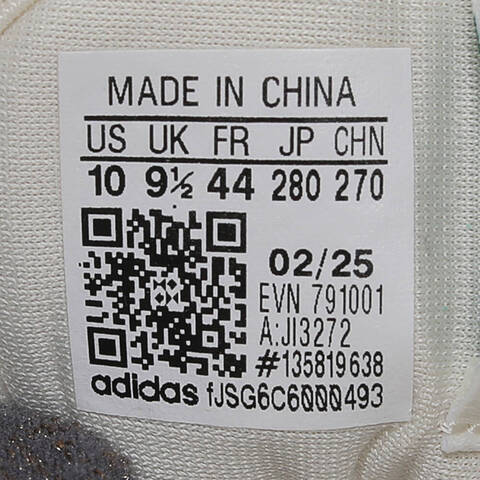 MADE IN CHINA
US UK FR JP CHN
10 9½ 44 280 270
02/25
EVN 791001
A:JI3272
#135819638
adidas fJSG6C6000493